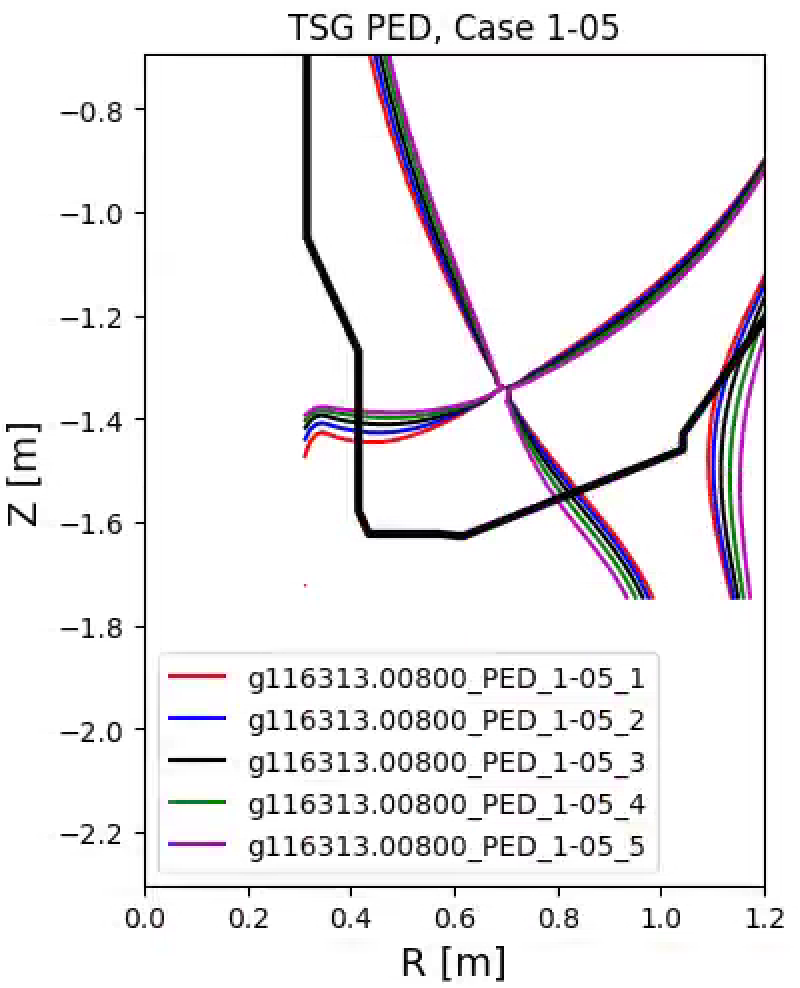 TSG PED, Case 1-05
Z [m]
−0.8
−1.0
−1.2
−1.4
−1.6
−1.8
−2.0
−2.2
g116313.00800_PED_1-05_1
g116313.00800_PED_1-05_2
g116313.00800_PED_1-05_3
g116313.00800_PED_1-05_4
g116313.00800_PED_1-05_5
0.0 0.2 0.4 0.6 0.8 1.0 1.2
R [m]